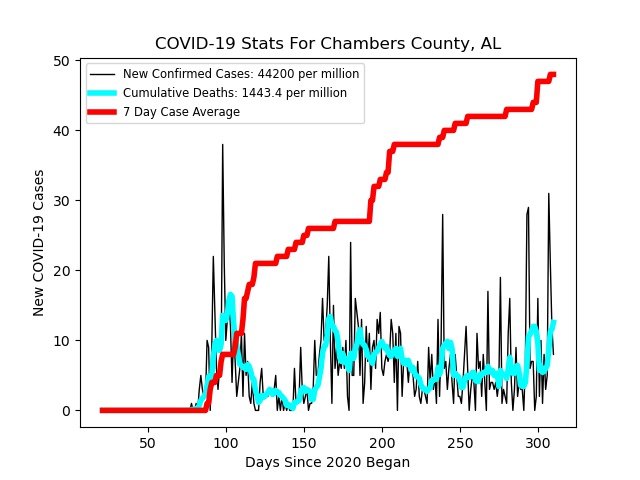 COVID-19 Stats For Chambers County, AL
New Confirmed Cases: 44200 per million
Cumulative Deaths: 1443.4 per million
7 Day Case Average
New COVID-19 Cases
50
40
30
20
10
0
50 100 150 200 250 300
Days Since 2020 Began